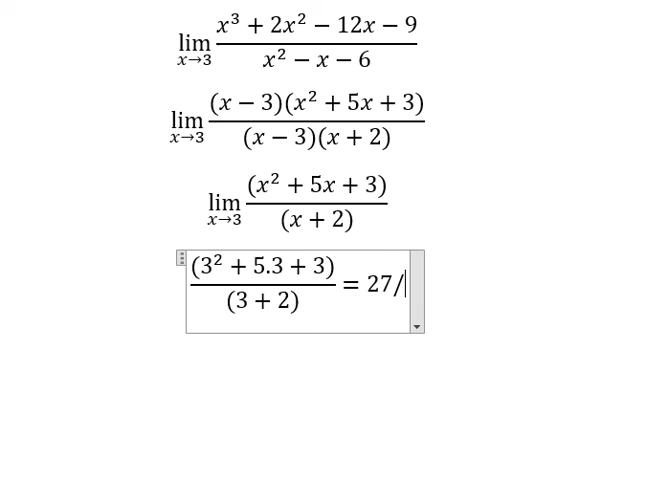 lim x→3 (x³ + 2x² − 12x − 9)/(x² − x − 6)
lim x→3 ((x − 3)(x² + 5x + 3))/((x − 3)(x + 2))
lim x→3 (x² + 5x + 3)/(x + 2)
(3² + 5.3 + 3)/(3 + 2) = 27/